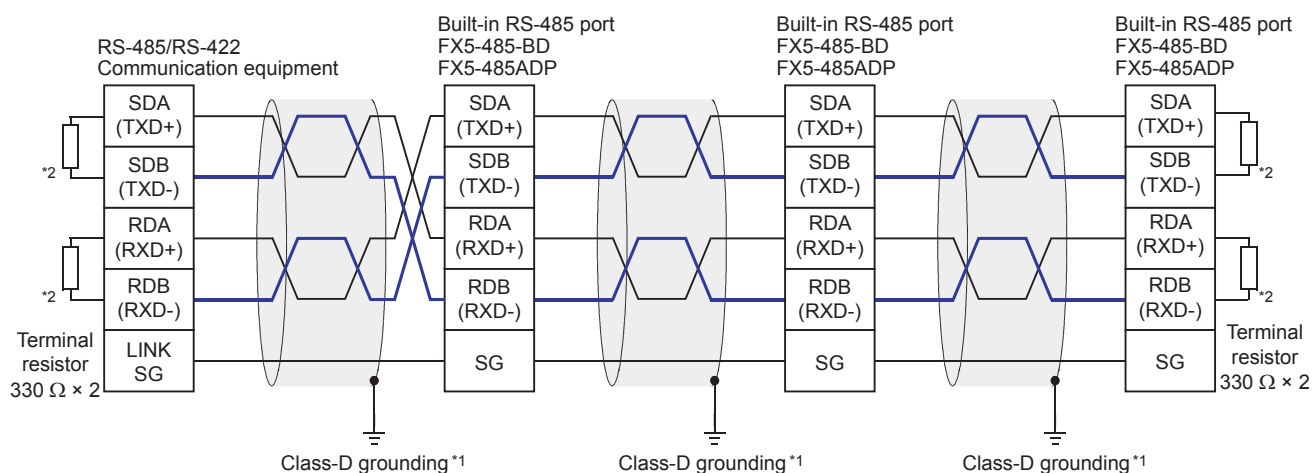 RS-485/RS-422
Communication equipment
Built-in RS-485 port
FX5-485-BD
FX5-485ADP
Built-in RS-485 port
FX5-485-BD
FX5-485ADP
Built-in RS-485 port
FX5-485-BD
FX5-485ADP
SDA
(TXD+)
SDB
(TXD-)
RDA
(RXD+)
RDB
(RXD-)
LINK
SG
SDA
(TXD+)
SDB
(TXD-)
RDA
(RXD+)
RDB
(RXD-)
SG
SDA
(TXD+)
SDB
(TXD-)
RDA
(RXD+)
RDB
(RXD-)
SG
SDA
(TXD+)
SDB
(TXD-)
RDA
(RXD+)
RDB
(RXD-)
SG
*2
*2
*2
*2
Terminal
resistor
330 Ω × 2
Terminal
resistor
330 Ω × 2
Class-D grounding *1
Class-D grounding *1
Class-D grounding *1